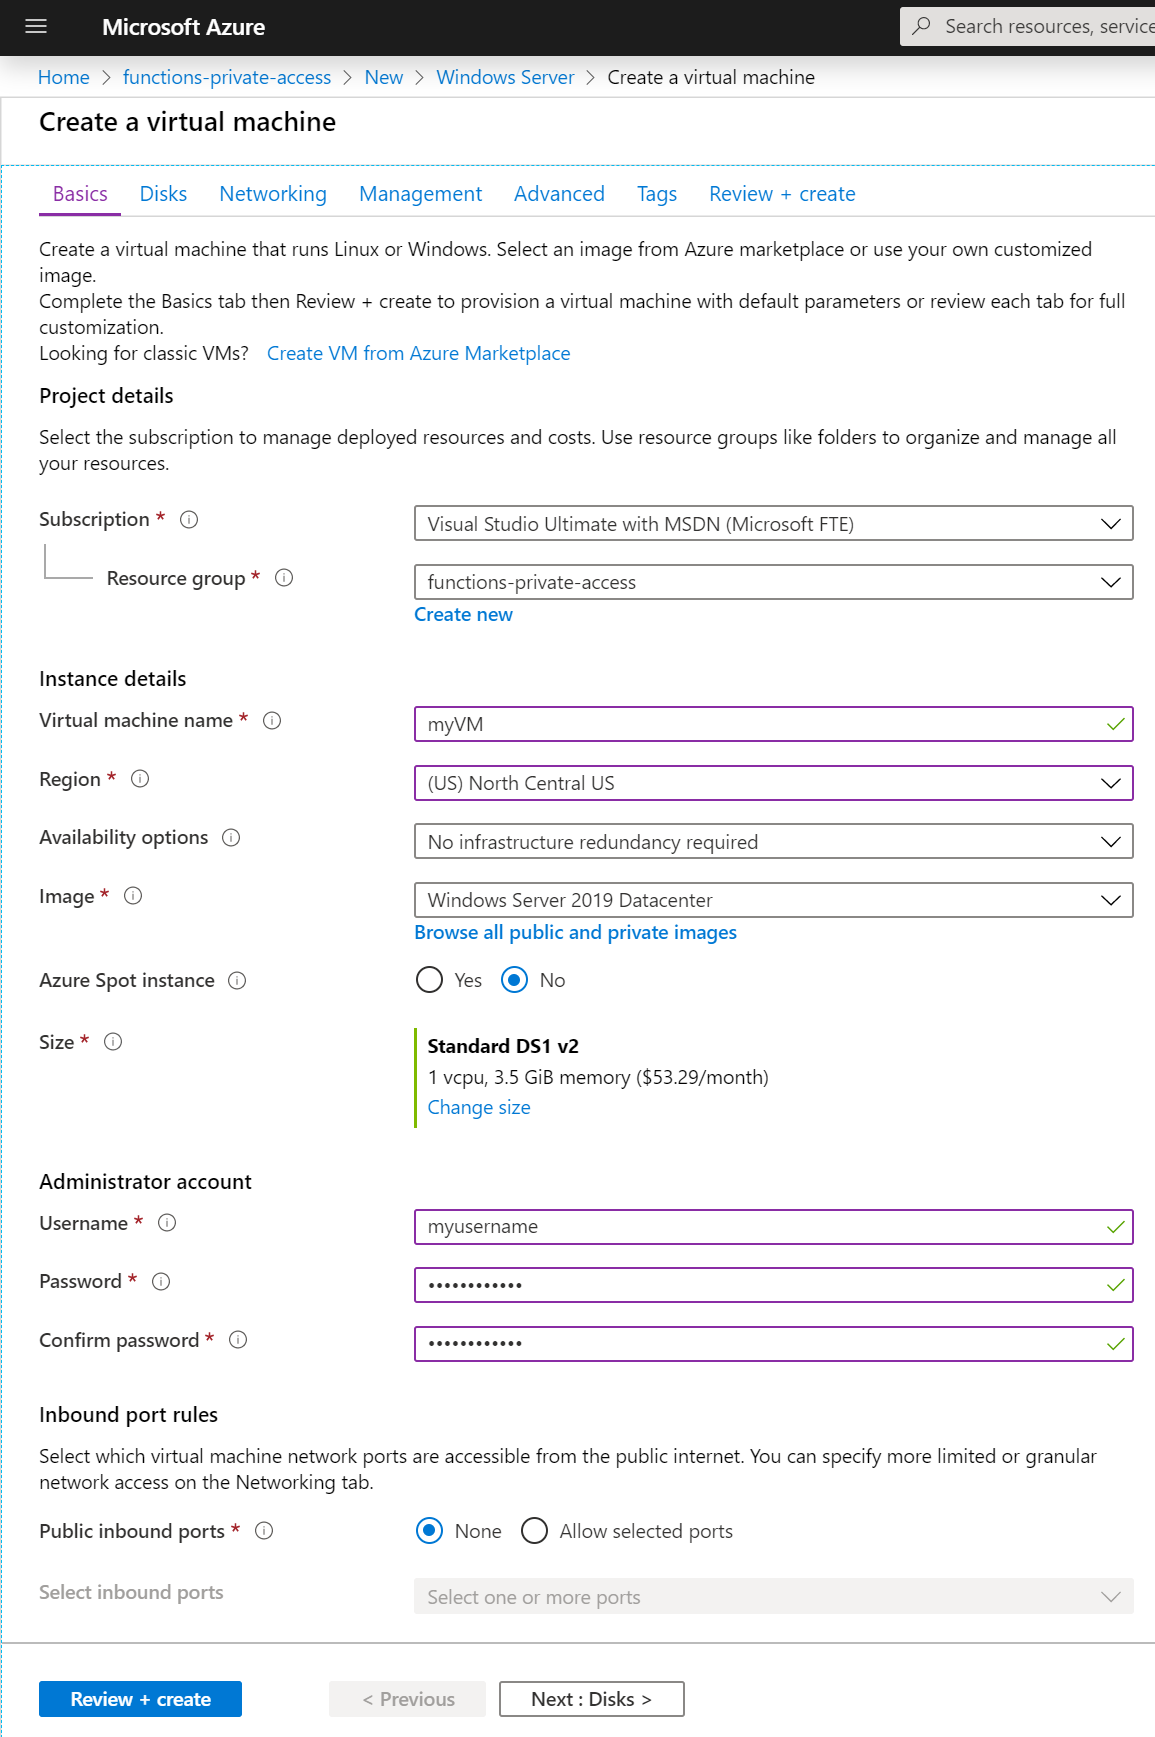 Microsoft Azure
Search resources, service
Home > functions-private-access > New > Windows Server > Create a virtual machine
Create a virtual machine
Basics Disks Networking Management Advanced Tags Review + create
Create a virtual machine that runs Linux or Windows. Select an image from Azure marketplace or use your own customized
image.
Complete the Basics tab then Review + create to provision a virtual machine with default parameters or review each tab for full
customization.
Looking for classic VMs? Create VM from Azure Marketplace
Project details
Select the subscription to manage deployed resources and costs. Use resource groups like folders to organize and manage all
your resources.
Subscription *
Visual Studio Ultimate with MSDN (Microsoft FTE)
Resource group *
functions-private-access
Create new
Instance details
Virtual machine name *
myVM
Region *
(US) North Central US
Availability options
No infrastructure redundancy required
Image *
Windows Server 2019 Datacenter
Browse all public and private images
Azure Spot instance
Yes No
Size *
Standard DS1 v2
1 vcpu, 3.5 GiB memory ($53.29/month)
Change size
Administrator account
Username *
myusername
Password *
••••••••••••
Confirm password *
••••••••••••
Inbound port rules
Select which virtual machine network ports are accessible from the public internet. You can specify more limited or granular
network access on the Networking tab.
Public inbound ports *
None Allow selected ports
Select inbound ports
Select one or more ports
Review + create < Previous Next : Disks >